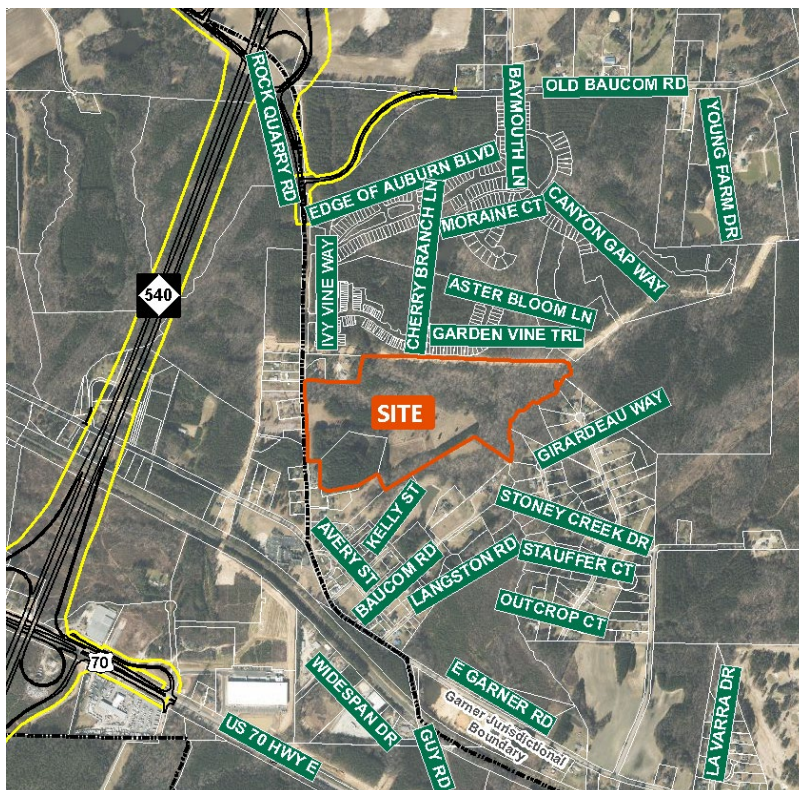 OLD BAUCOM RD
BAYMOUTH LN
ROCK QUARRY RD
YOUNG FARM DR
EDGE OF AUBURN BLVD
MORAINE CT
CANYON GAP WAY
CHERRY BRANCH LN
IVY VINE WAY
540
ASTER BLOOM LN
GARDEN VINE TRL
SITE
GIRARDEAU WAY
KELLY ST
STONEY CREEK DR
AVERY ST
BAUCOM RD
LANGSTON RD
STAUFFER CT
OUTCROP CT
70
WIDESPAN DR
E GARNER RD
Garner Jurisdictional
Boundary
US 70 HWY E
GUY RD
LA VARRA DR